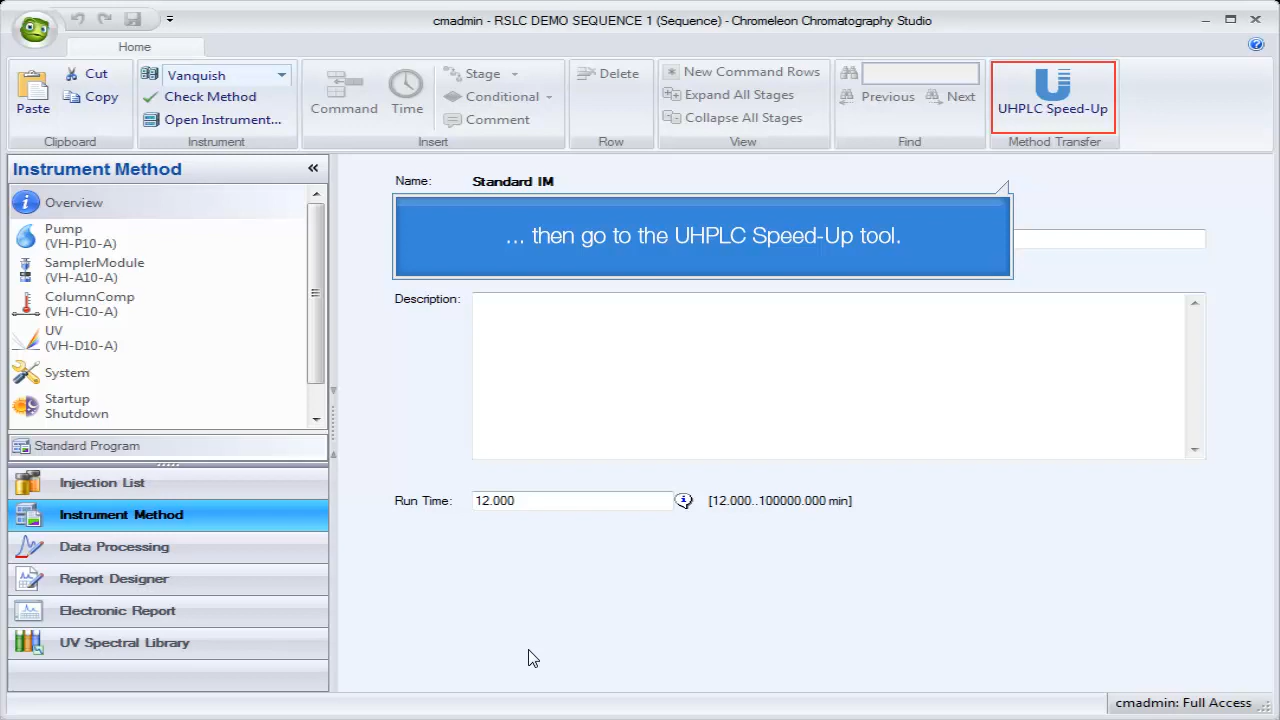 cmadmin - RSLC DEMO SEQUENCE 1 (Sequence) - Chromeleon Chromatography Studio
Home
Paste
Cut
Copy
Clipboard
Vanquish
Check Method
Open Instrument...
Instrument
Command
Time
Stage
Conditional
Comment
Insert
Delete
Row
New Command Rows
Expand All Stages
Collapse All Stages
View
Previous
Next
Find
UHPLC Speed-Up
Method Transfer
Instrument Method
Overview
Pump
(VH-P10-A)
SamplerModule
(VH-A10-A)
ColumnComp
(VH-C10-A)
UV
(VH-D10-A)
System
Startup
Shutdown
Standard Program
Injection List
Instrument Method
Data Processing
Report Designer
Electronic Report
UV Spectral Library
Name: Standard IM
... then go to the UHPLC Speed-Up tool.
Description:
Run Time: 12.000 [12.000..100000.000 min]
cmadmin: Full Access